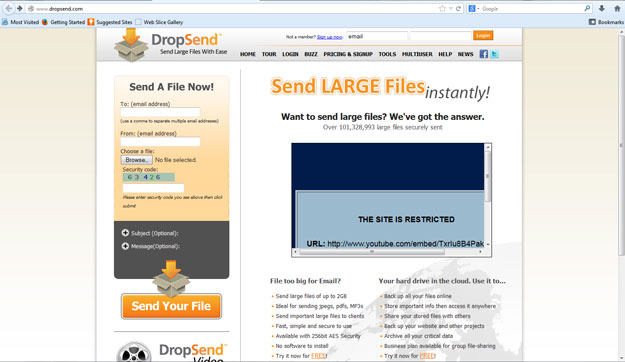 www.dropsend.com
Google
Most Visited
Getting Started
Suggested Sites
Web Slice Gallery
Bookmarks
DropSend™
Send Large Files With Ease
Not a member? Sign up now:
email
Login
HOME TOUR LOGIN BUZZ PRICING & SIGNUP TOOLS MULTIUSER HELP NEWS
Send A File Now!
To: (email address)
(use a comma to separate multiple email addresses)
From: (email address)
Choose a file:
Browse.. No file selected.
Security code:
6 3 4 2 6
Please enter security code you see above then click
submit
Subject (Optional):
Message(Optional):
Send Your File
DropSend™
Video
Send LARGE Files instantly!
Want to send large files? We've got the answer.
Over 101,328,993 large files securely sent
THE SITE IS RESTRICTED
URL: http://www.youtube.com/embed/TxrIu8B4Pak
File too big for Email?
Send large files of up to 2GB
Ideal for sending jpegs, pdfs, MP3s
Send important large files to clients
Fast, simple and secure to use
Available with 256bit AES Security
No software to install
Try it now for FREE!
Your hard drive in the cloud. Use it to...
Back up all your files online
Store important info then access it anywhere
Share your stored files with others
Back up your website and other projects
Archive all your critical data
Business plan available for group file-sharing
Try it now for FREE!